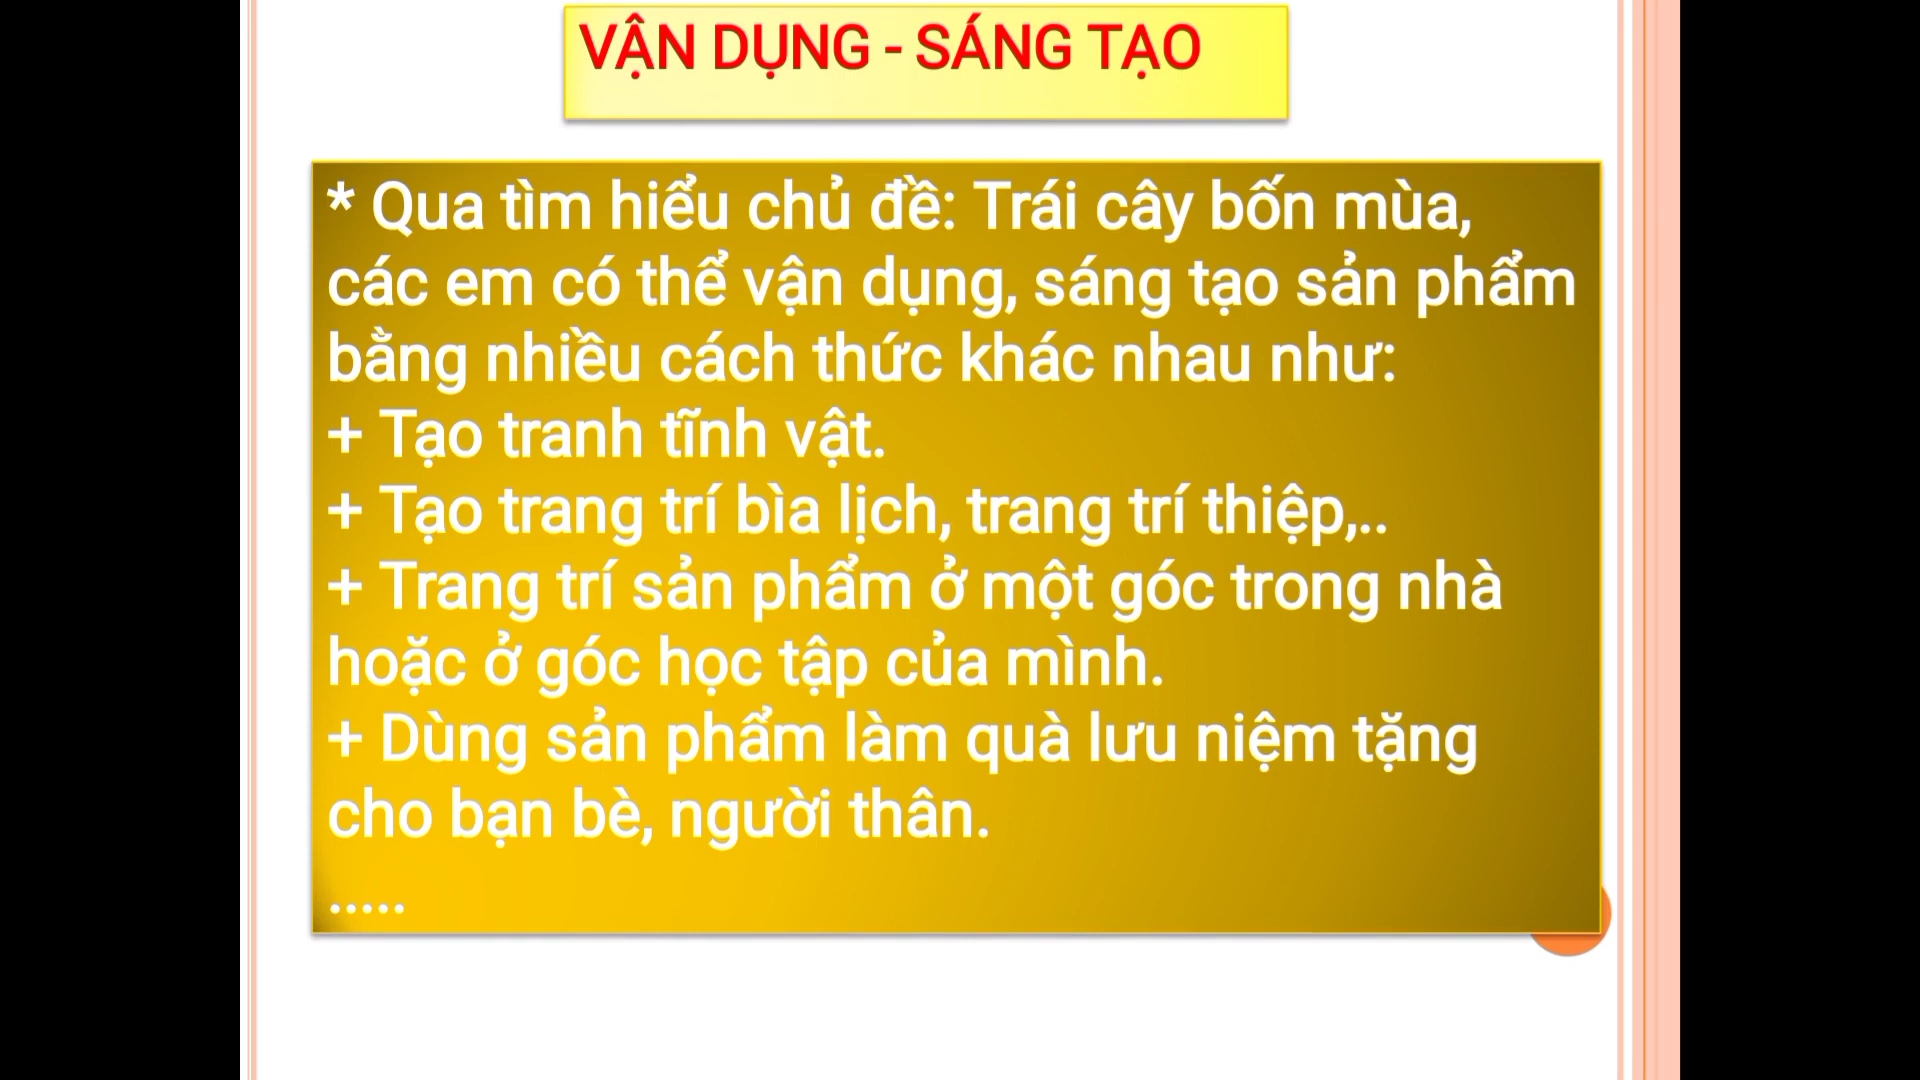 VẬN DỤNG - SÁNG TẠO
* Qua tìm hiểu chủ đề: Trái cây bốn mùa,
các em có thể vận dụng, sáng tạo sản phẩm
bằng nhiều cách thức khác nhau như:
+ Tạo tranh tĩnh vật.
+ Tạo trang trí bìa lịch, trang trí thiệp,..
+ Trang trí sản phẩm ở một góc trong nhà
hoặc ở góc học tập của mình.
+ Dùng sản phẩm làm quà lưu niệm tặng
cho bạn bè, người thân.
.....